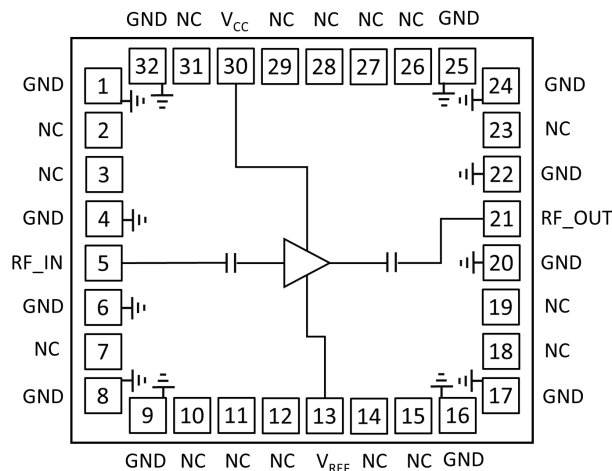 GND NC VCC NC NC NC NC GND
32 31 30 29 28 27 26 25
GND 1 24 GND
NC 2 23 NC
NC 3 22 GND
GND 4 21 RF_OUT
RF_IN 5 20 GND
GND 6 19 NC
NC 7 18 NC
GND 8 17 GND
9 10 11 12 13 14 15 16
GND NC NC NC VREF NC NC GND